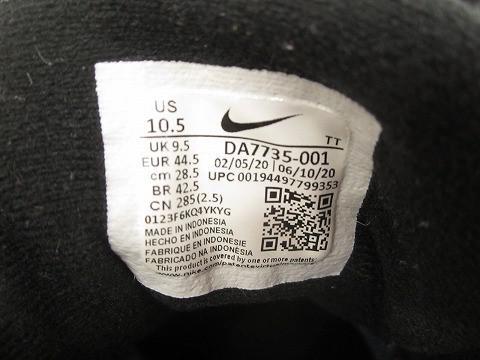 US
10.5
TT
UK 9.5
DA7735-001
EUR 44.5
02/05/20 06/10/20
cm 28.5
UPC 00194497799353
BR 42.5
CN 285(2.5)
0123F6KQ4YKYG
MADE IN INDONESIA
HECHO EN INDONESIA
FABRIQUE EN INDONESIE
FABRICADO NA INDONESIA
This product is covered by one or more